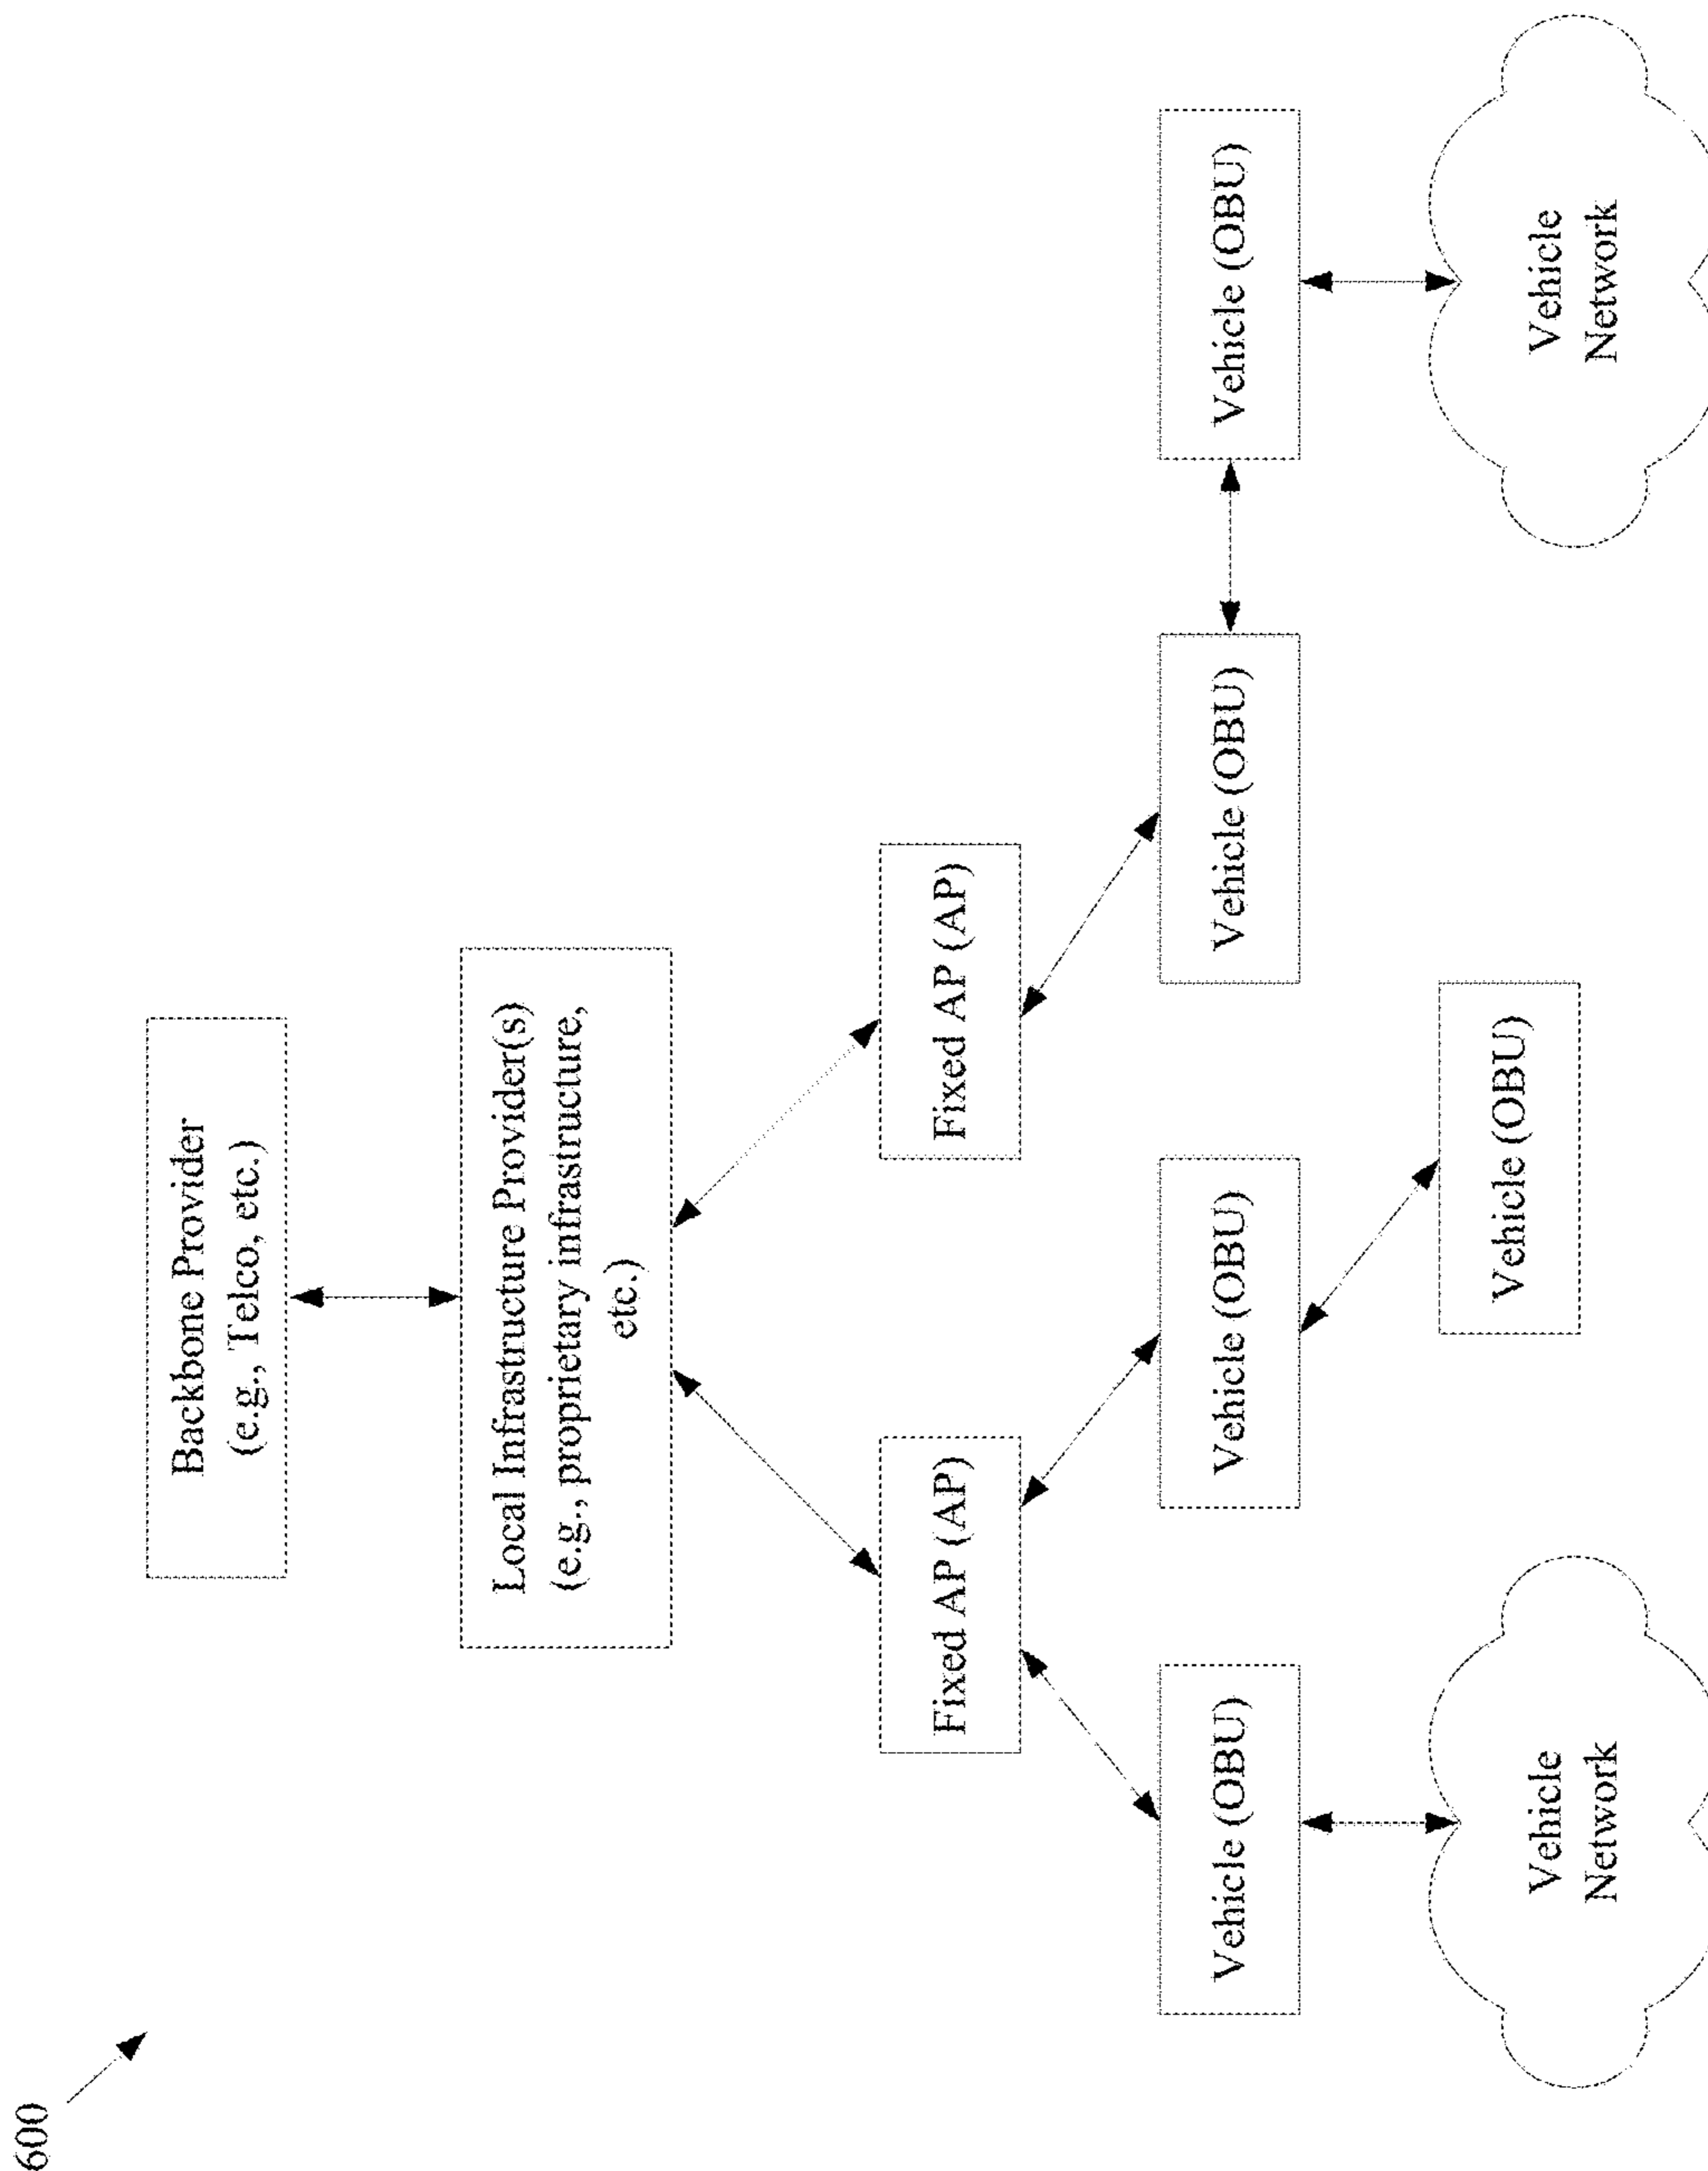 600
Backbone Provider
(e.g., Telco, etc.)
Local Infrastructure Provider(s)
(e.g., proprietary infrastructure,
etc.)
Fixed AP (AP)
Fixed AP (AP)
Vehicle (OBU)
Vehicle (OBU)
Vehicle (OBU)
Vehicle (OBU)
Vehicle
Network
Vehicle (OBU)
Vehicle
Network